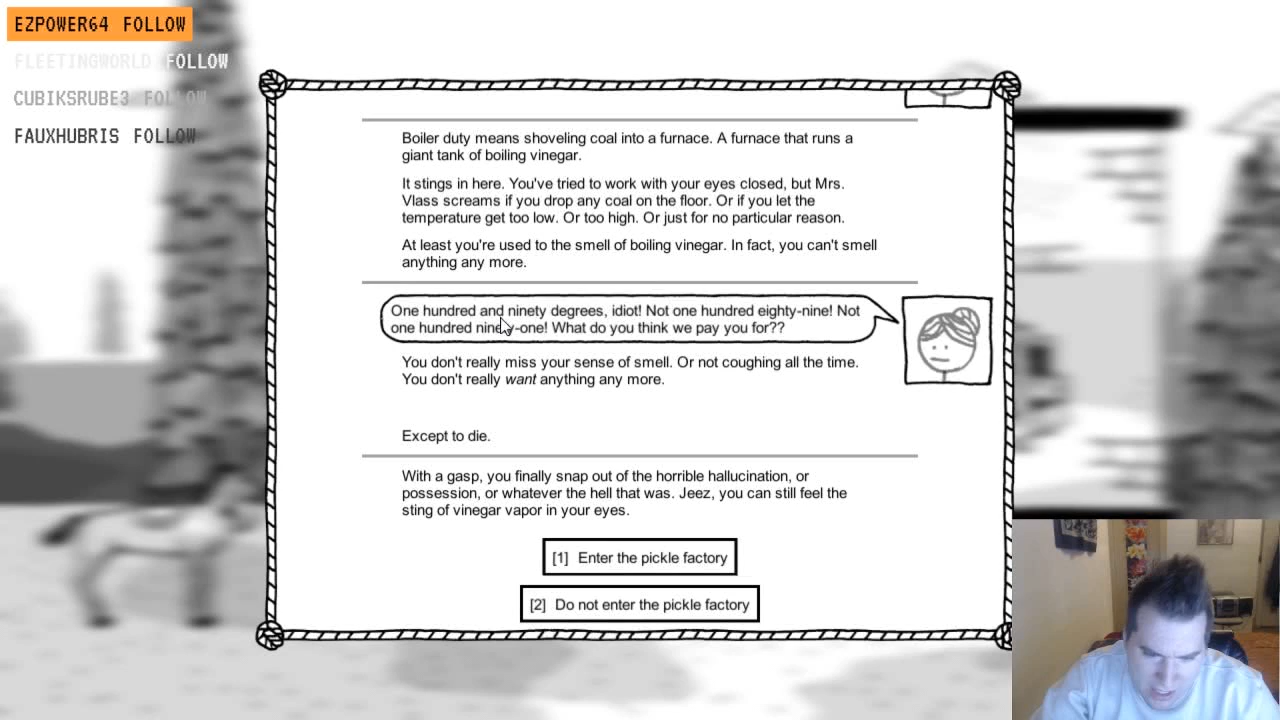 EZPOWER64 FOLLOW
FLEETINGWORLD FOLLOW
CUBIKSRUBE3 FOLLOW
FAUXHUBRIS FOLLOW
Boiler duty means shoveling coal into a furnace. A furnace that runs a
giant tank of boiling vinegar.
It stings in here. You've tried to work with your eyes closed, but Mrs.
Vlass screams if you drop any coal on the floor. Or if you let the
temperature get too low. Or too high. Or just for no particular reason.
At least you're used to the smell of boiling vinegar. In fact, you can't smell
anything any more.
One hundred and ninety degrees, idiot! Not one hundred eighty-nine! Not
one hundred ninety-one! What do you think we pay you for??
You don't really miss your sense of smell. Or not coughing all the time.
You don't really want anything any more.
Except to die.
With a gasp, you finally snap out of the horrible hallucination, or
possession, or whatever the hell that was. Jeez, you can still feel the
sting of vinegar vapor in your eyes.
[1] Enter the pickle factory
[2] Do not enter the pickle factory